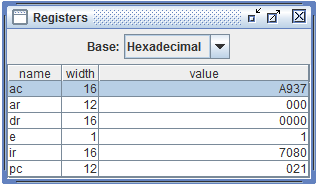 Registers
Base: Hexadecimal
name width value
ac 16 A937
ar 12 000
dr 16 0000
e 1 1
ir 16 7080
pc 12 021